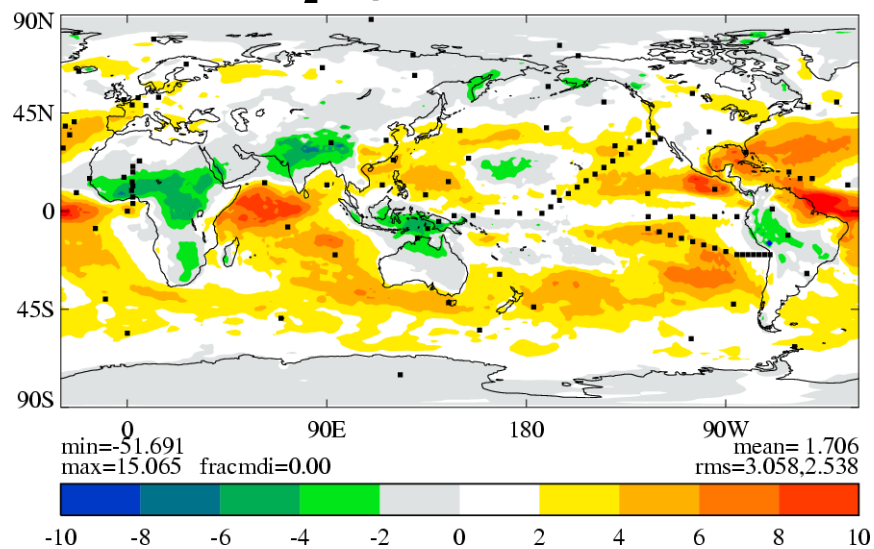 90N
45N
0
45S
90S
0 90E 180 90W
min=-51.691 mean= 1.706
max=15.065 fracmdi=0.00 rms=3.058,2.538
-10 -8 -6 -4 -2 0 2 4 6 8 10